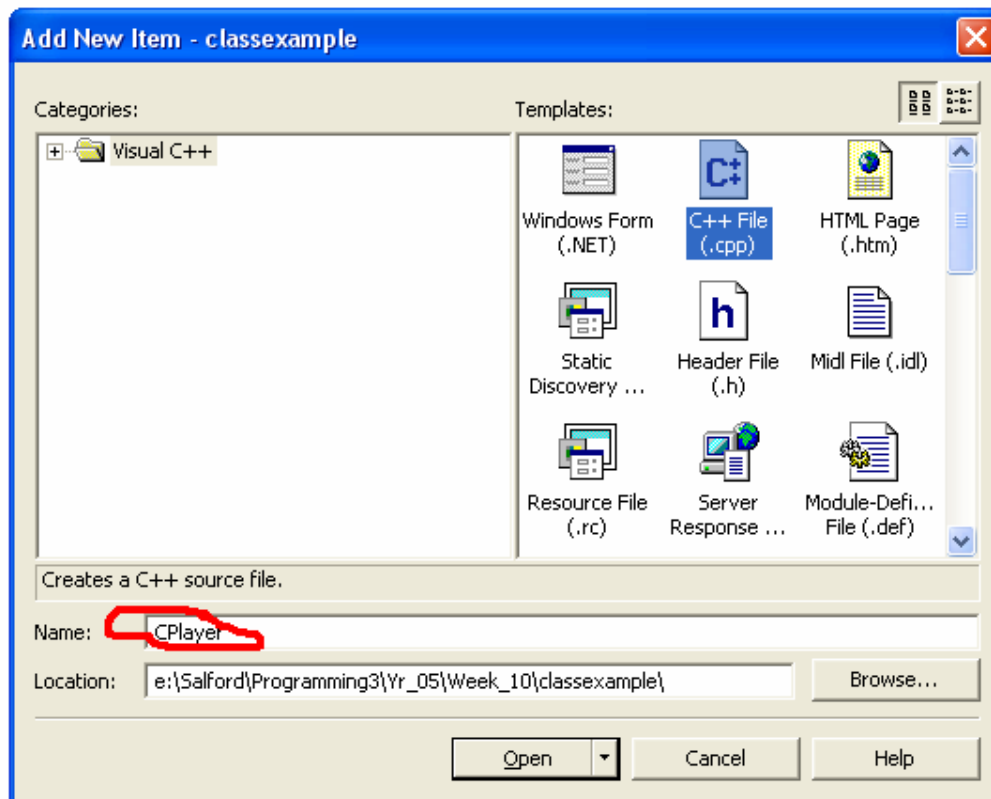 Add New Item - classexample
Categories:
Templates:
Visual C++
Windows Form
(.NET)
C++ File
(.cpp)
HTML Page
(.htm)
Static
Discovery ...
Header File
(.h)
Midl File (.idl)
Resource File
(.rc)
Server
Response ...
Module-Defi...
File (.def)
Creates a C++ source file.
Name:
CPlayer
Location:
e:\Salford\Programming3\Yr_05\Week_10\classexample\
Browse...
Open
Cancel
Help